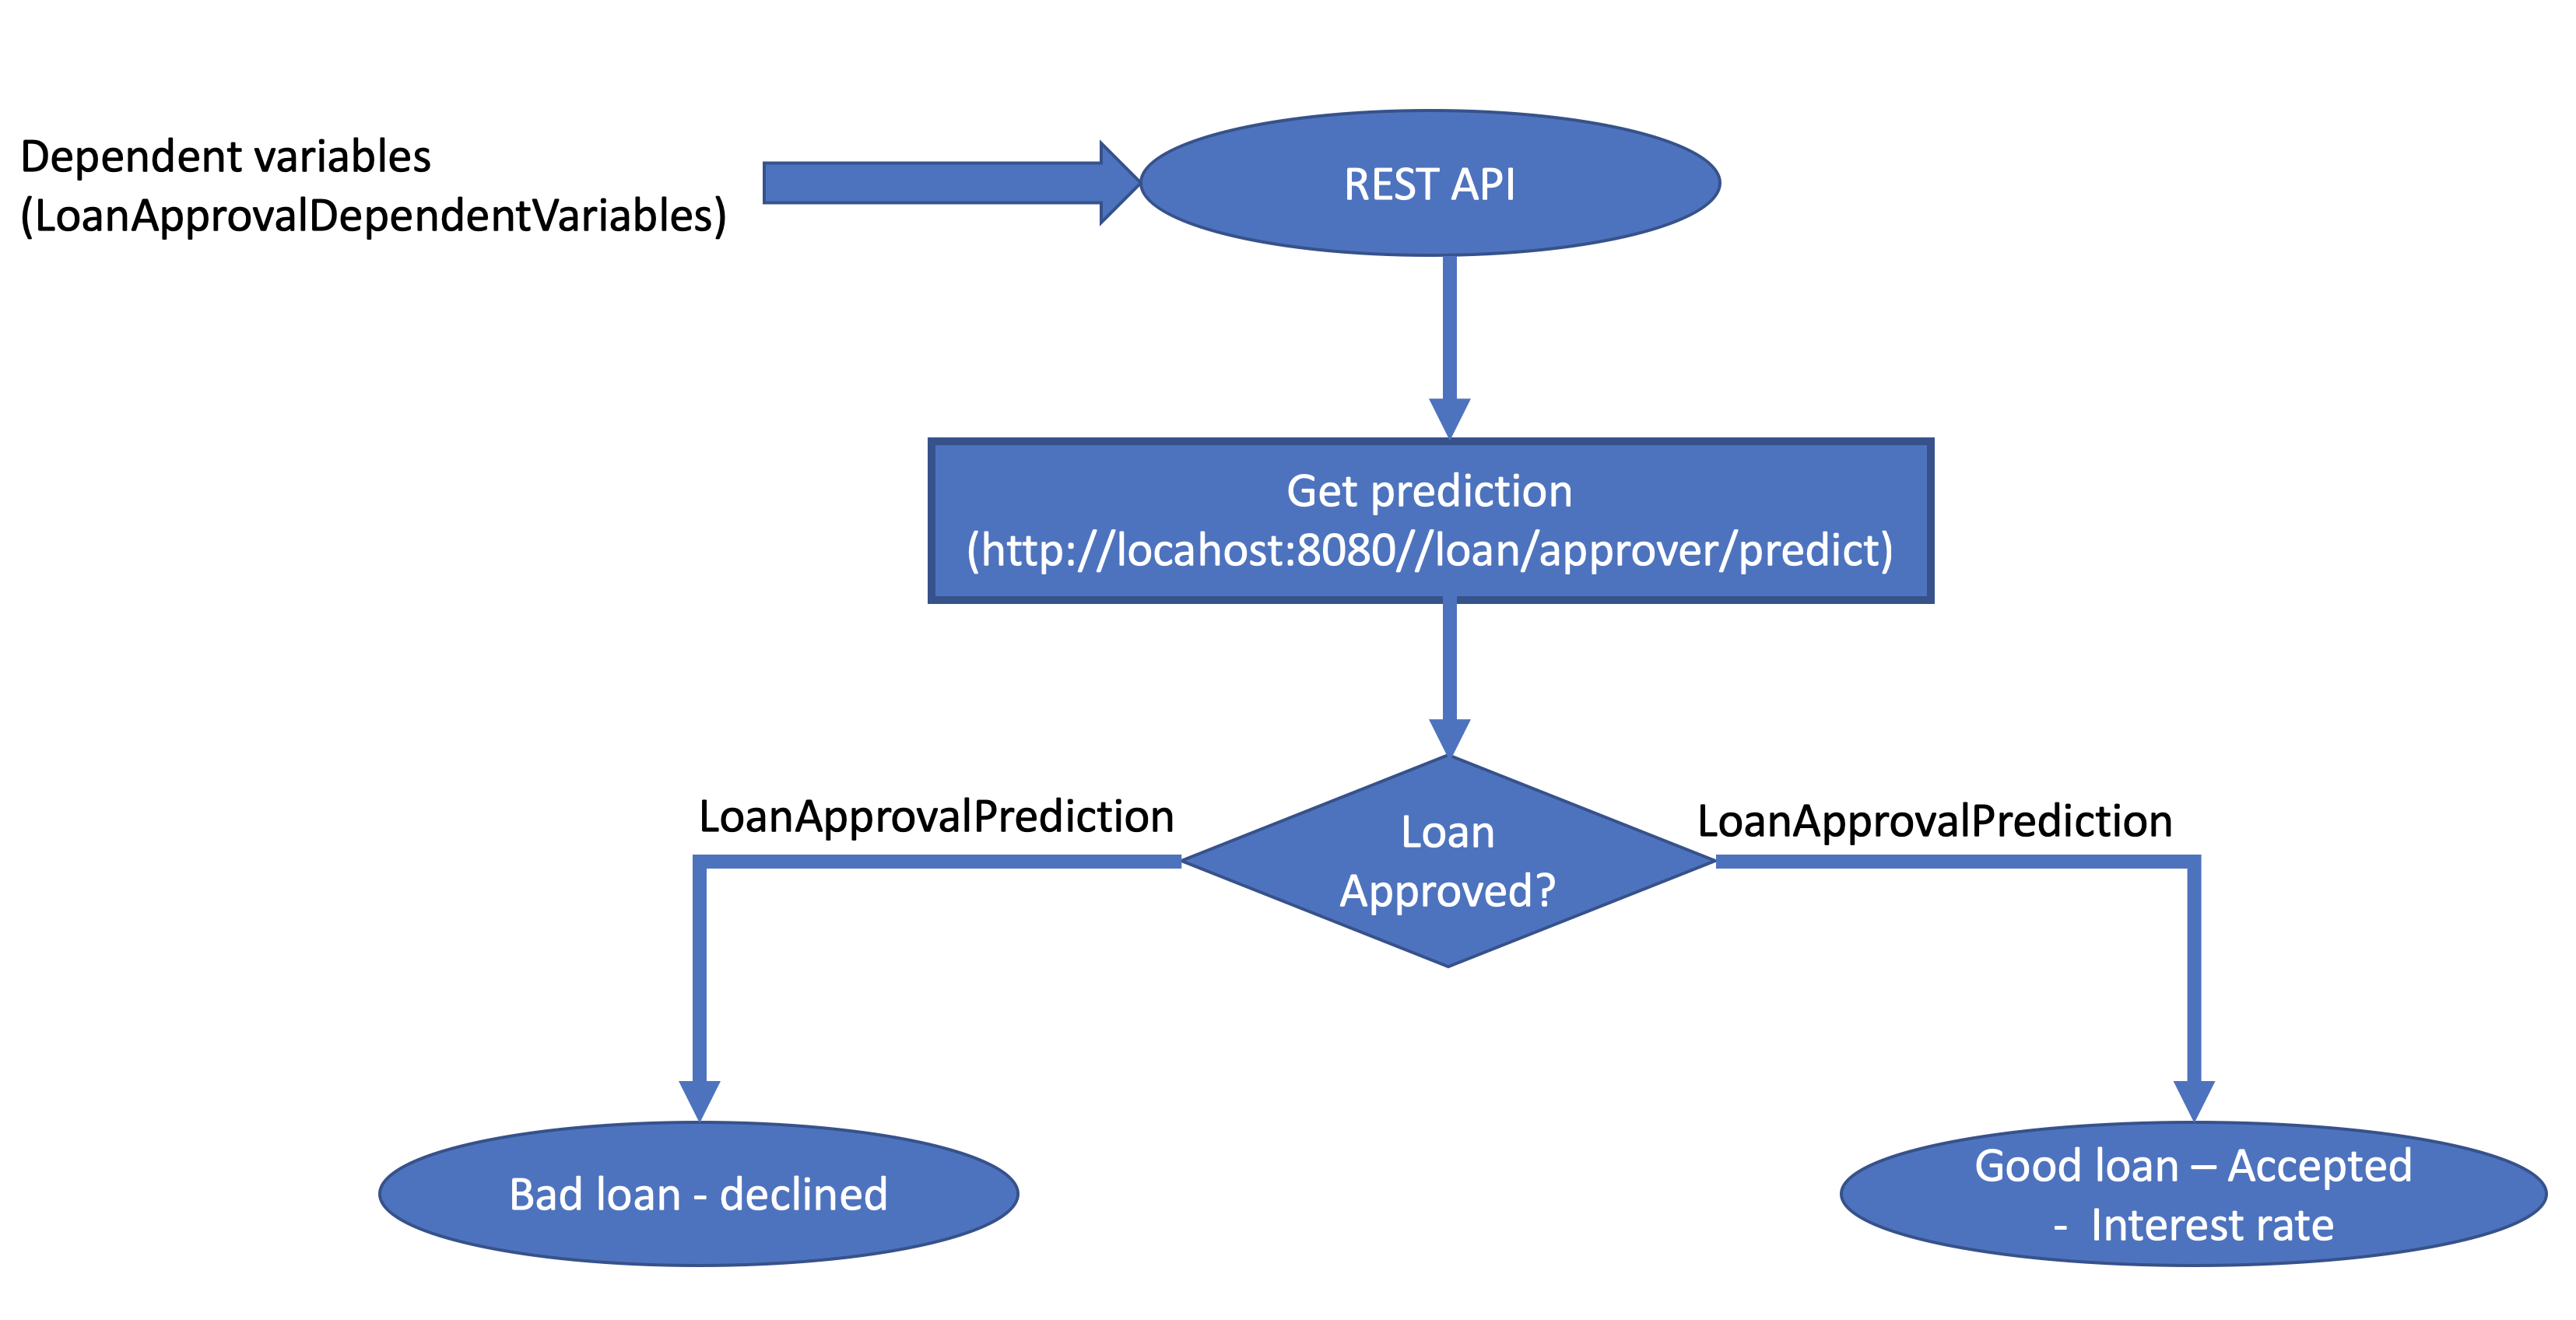 Dependent variables
(LoanApprovalDependentVariables)
REST API
Get prediction
(http://locahost:8080//loan/approver/predict)
LoanApprovalPrediction
Loan
Approved?
LoanApprovalPrediction
Bad loan - declined
Good loan – Accepted
- Interest rate